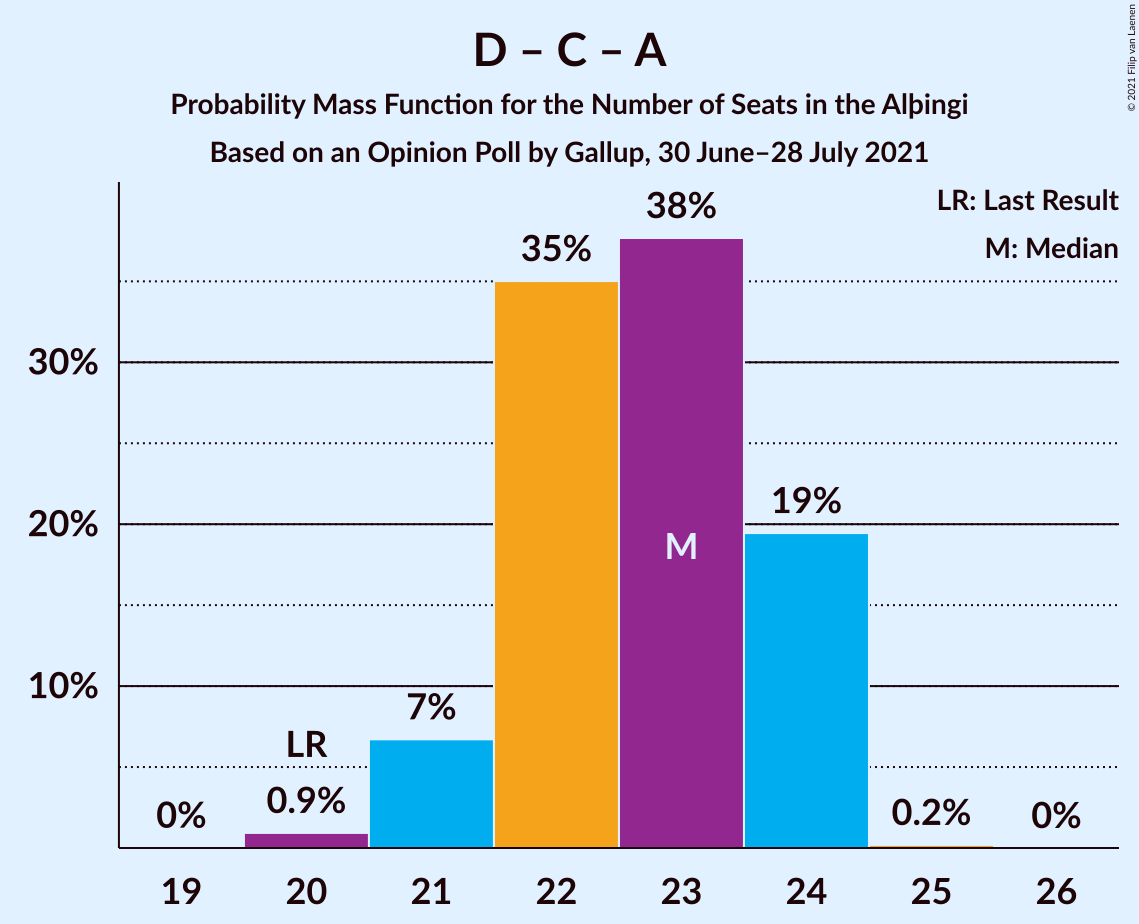 D – C – A
Probability Mass Function for the Number of Seats in the Alþingi
Based on an Opinion Poll by Gallup, 30 June–28 July 2021
© 2021 Filip van Laenen
LR: Last Result
M: Median
38%
35%
30%
19%
20%
M
10%
7%
LR
0%
0.9%
0.2%
0%
19
20
21
22
23
24
25
26